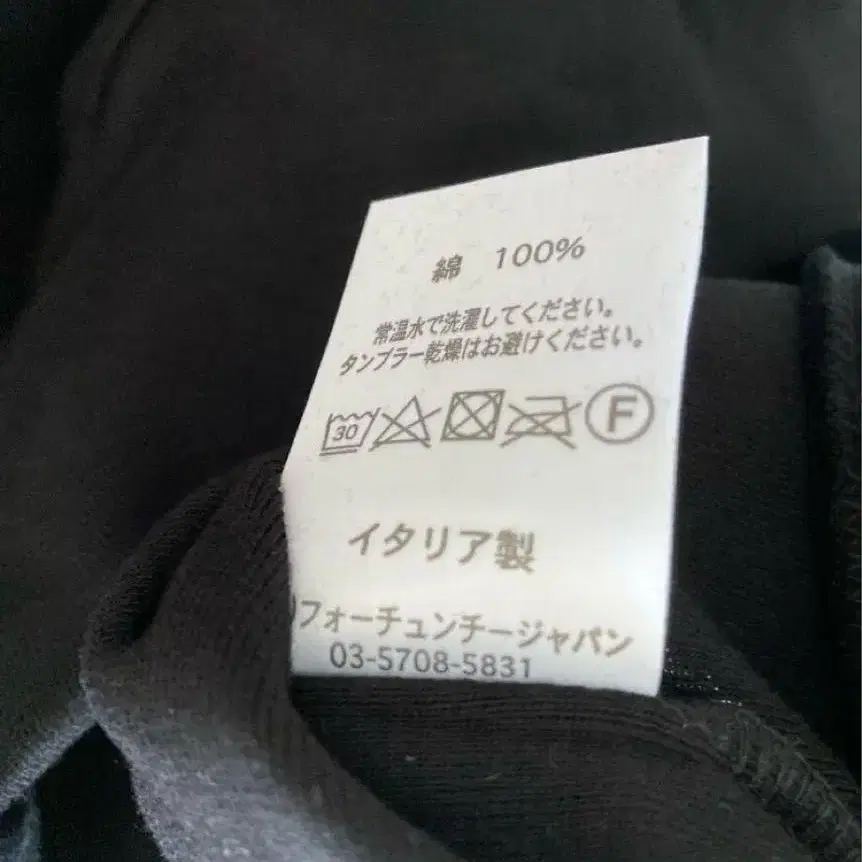 綿 100%
常温水で洗濯してください。
タンブラー乾燥はお避けください。
30 F
イタリア製
フォーチュンチージャパン
03-5708-5831